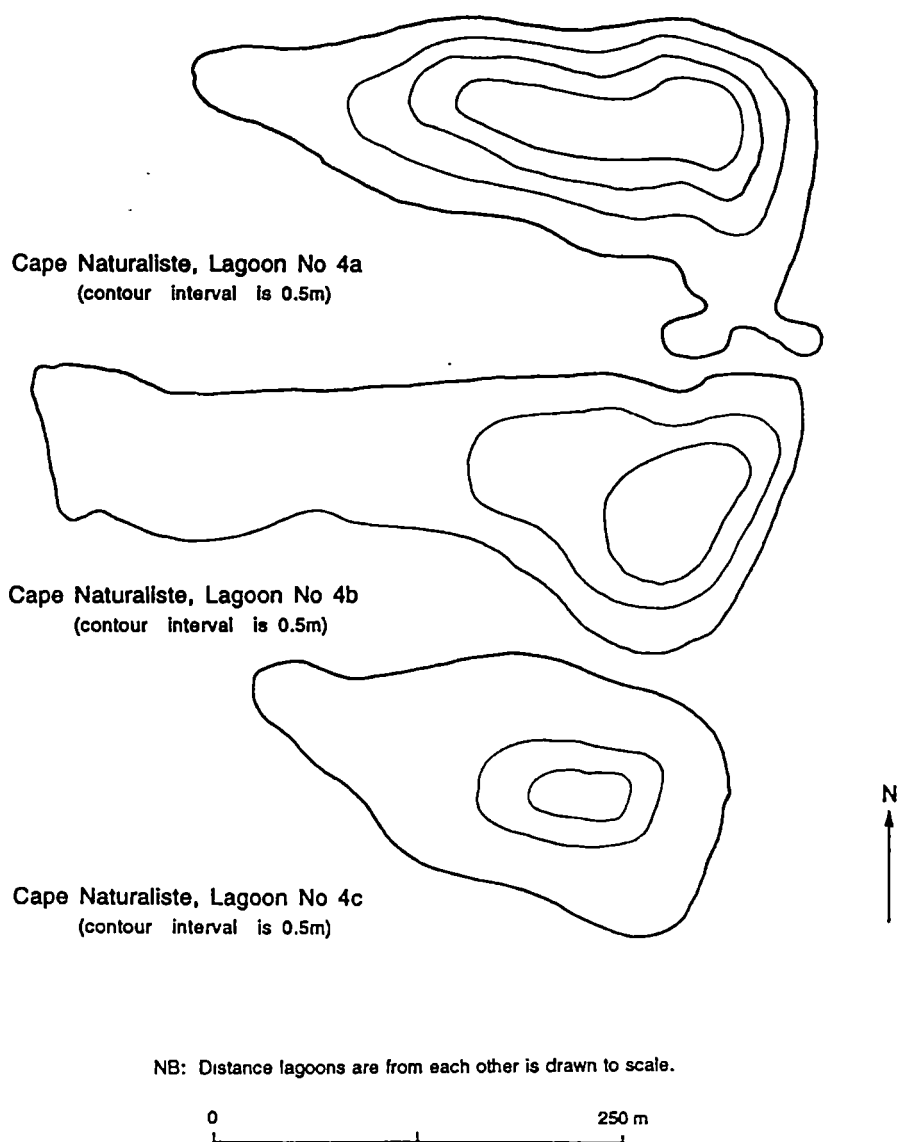 Cape Naturaliste, Lagoon No 4a
(contour interval is 0.5m)
Cape Naturaliste, Lagoon No 4b
(contour interval is 0.5m)
Cape Naturaliste, Lagoon No 4c
(contour interval is 0.5m)
N
NB: Distance lagoons are from each other is drawn to scale.
0 250 m